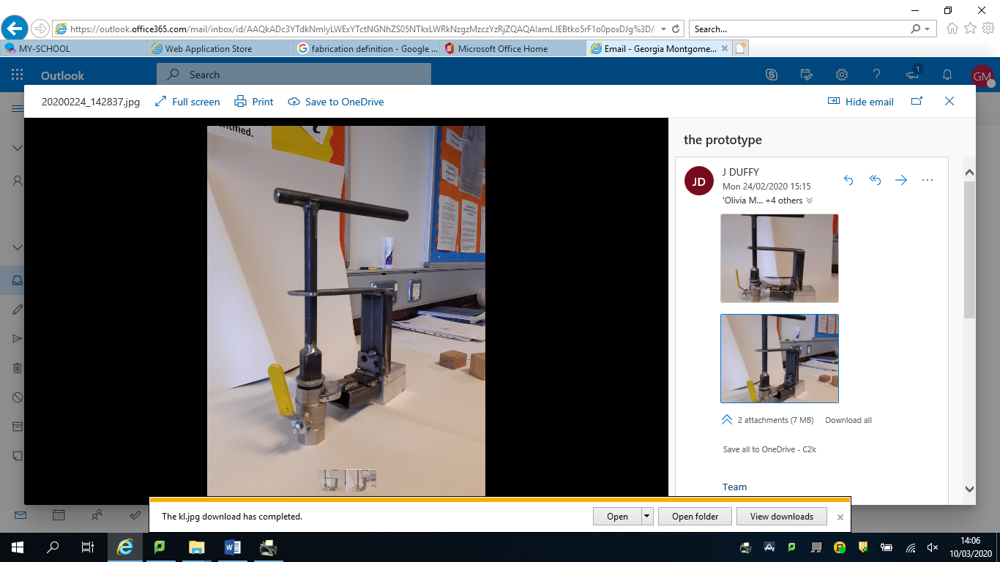 https://outlook.office365.com/mail/inbox/id/
Search...
MY-SCHOOL
Web Application Store
fabrication definition - Google ...
Microsoft Office Home
Email - Georgia Montgome...
Outlook
Search
1
GM
20200224_142837.jpg
Full screen
Print
Save to OneDrive
Hide email
ntified.
the prototype
JD
J DUFFY
Mon 24/02/2020 15:15
'Olivia M... +4 others
2 attachments (7 MB)
Download all
Save all to OneDrive - C2k
Team
The kl.jpg download has completed.
Open
Open folder
View downloads
14:06
10/03/2020